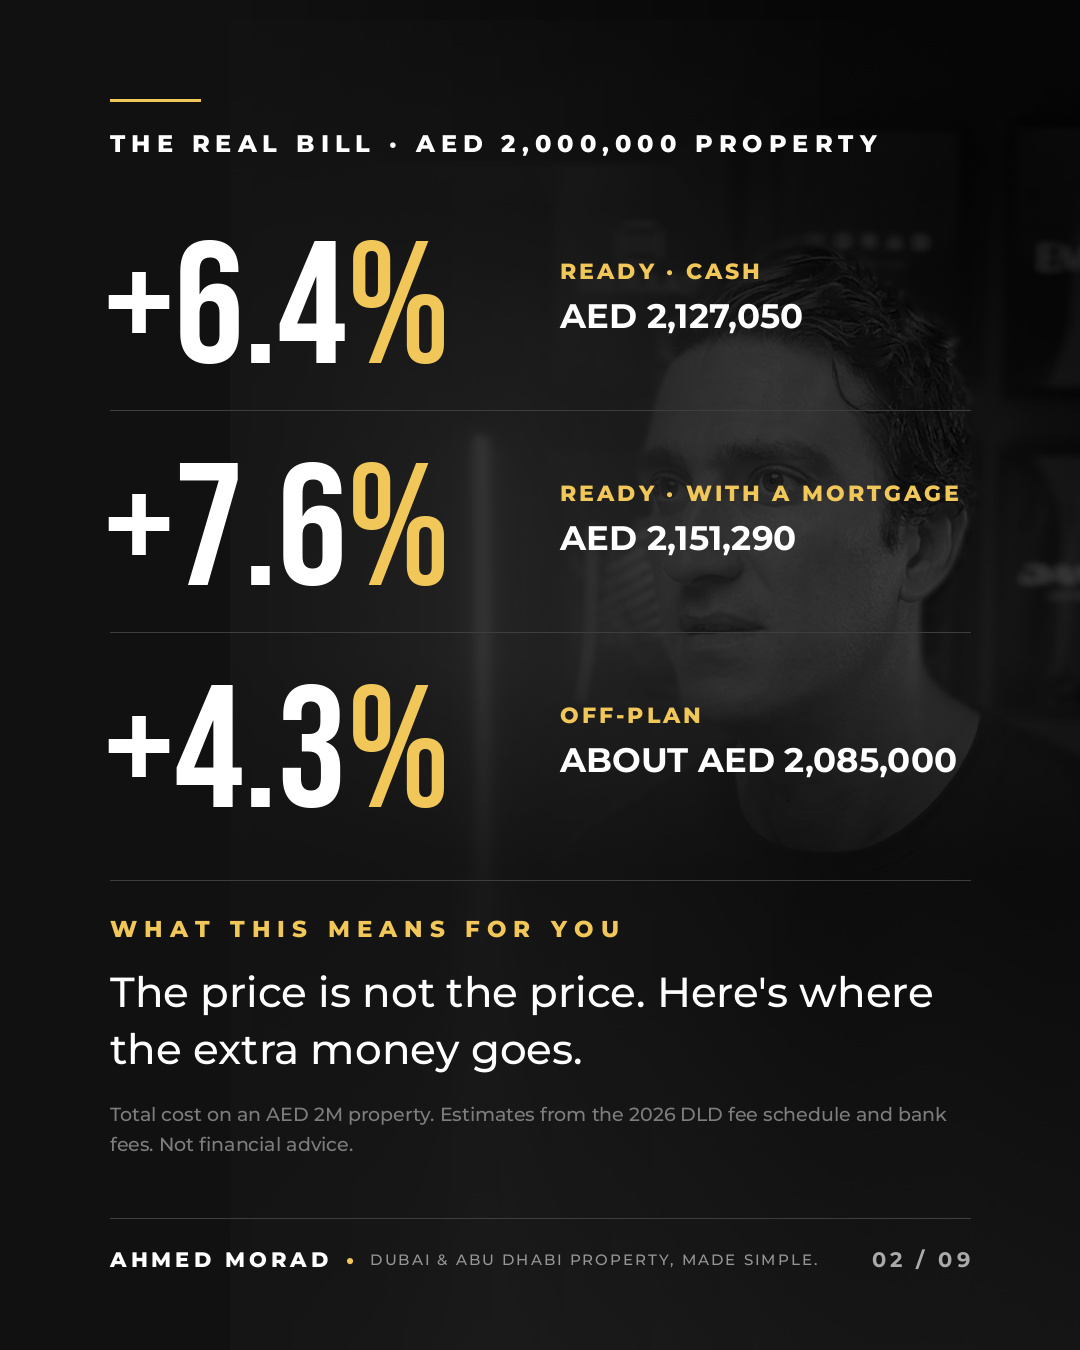 THE REAL BILL · AED 2,000,000 PROPERTY
+6.4%
READY · CASH
AED 2,127,050
+7.6%
READY · WITH A MORTGAGE
AED 2,151,290
+4.3%
OFF-PLAN
ABOUT AED 2,085,000
WHAT THIS MEANS FOR YOU
The price is not the price. Here's where
the extra money goes.
Total cost on an AED 2M property. Estimates from the 2026 DLD fee schedule and bank
fees. Not financial advice.
AHMED MORAD • DUBAI & ABU DHABI PROPERTY, MADE SIMPLE. 02 / 09